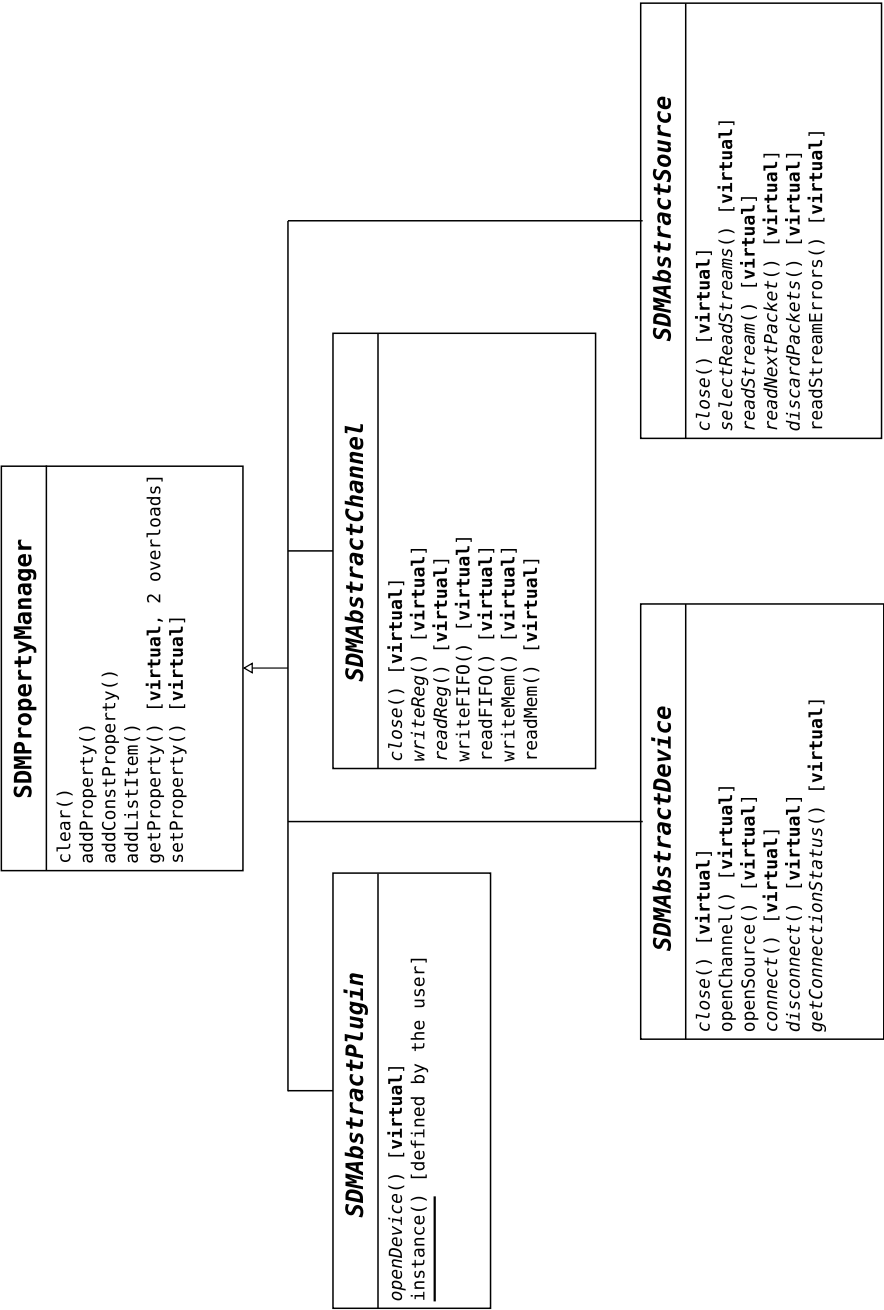 SDMPropertyManager
clear()
addProperty()
addConstProperty()
addListItem()
getProperty() [virtual, 2 overloads]
setProperty() [virtual]
SDMAbstractPlugin
openDevice() [virtual]
instance() [defined by the user]
SDMAbstractChannel
close() [virtual]
writeReg() [virtual]
readReg() [virtual]
writeFIFO() [virtual]
readFIFO() [virtual]
writeMem() [virtual]
readMem() [virtual]
SDMAbstractDevice
close() [virtual]
openChannel() [virtual]
openSource() [virtual]
connect() [virtual]
disconnect() [virtual]
getConnectionStatus() [virtual]
SDMAbstractSource
close() [virtual]
selectReadStreams() [virtual]
readStream() [virtual]
readNextPacket() [virtual]
discardPackets() [virtual]
readStreamErrors() [virtual]